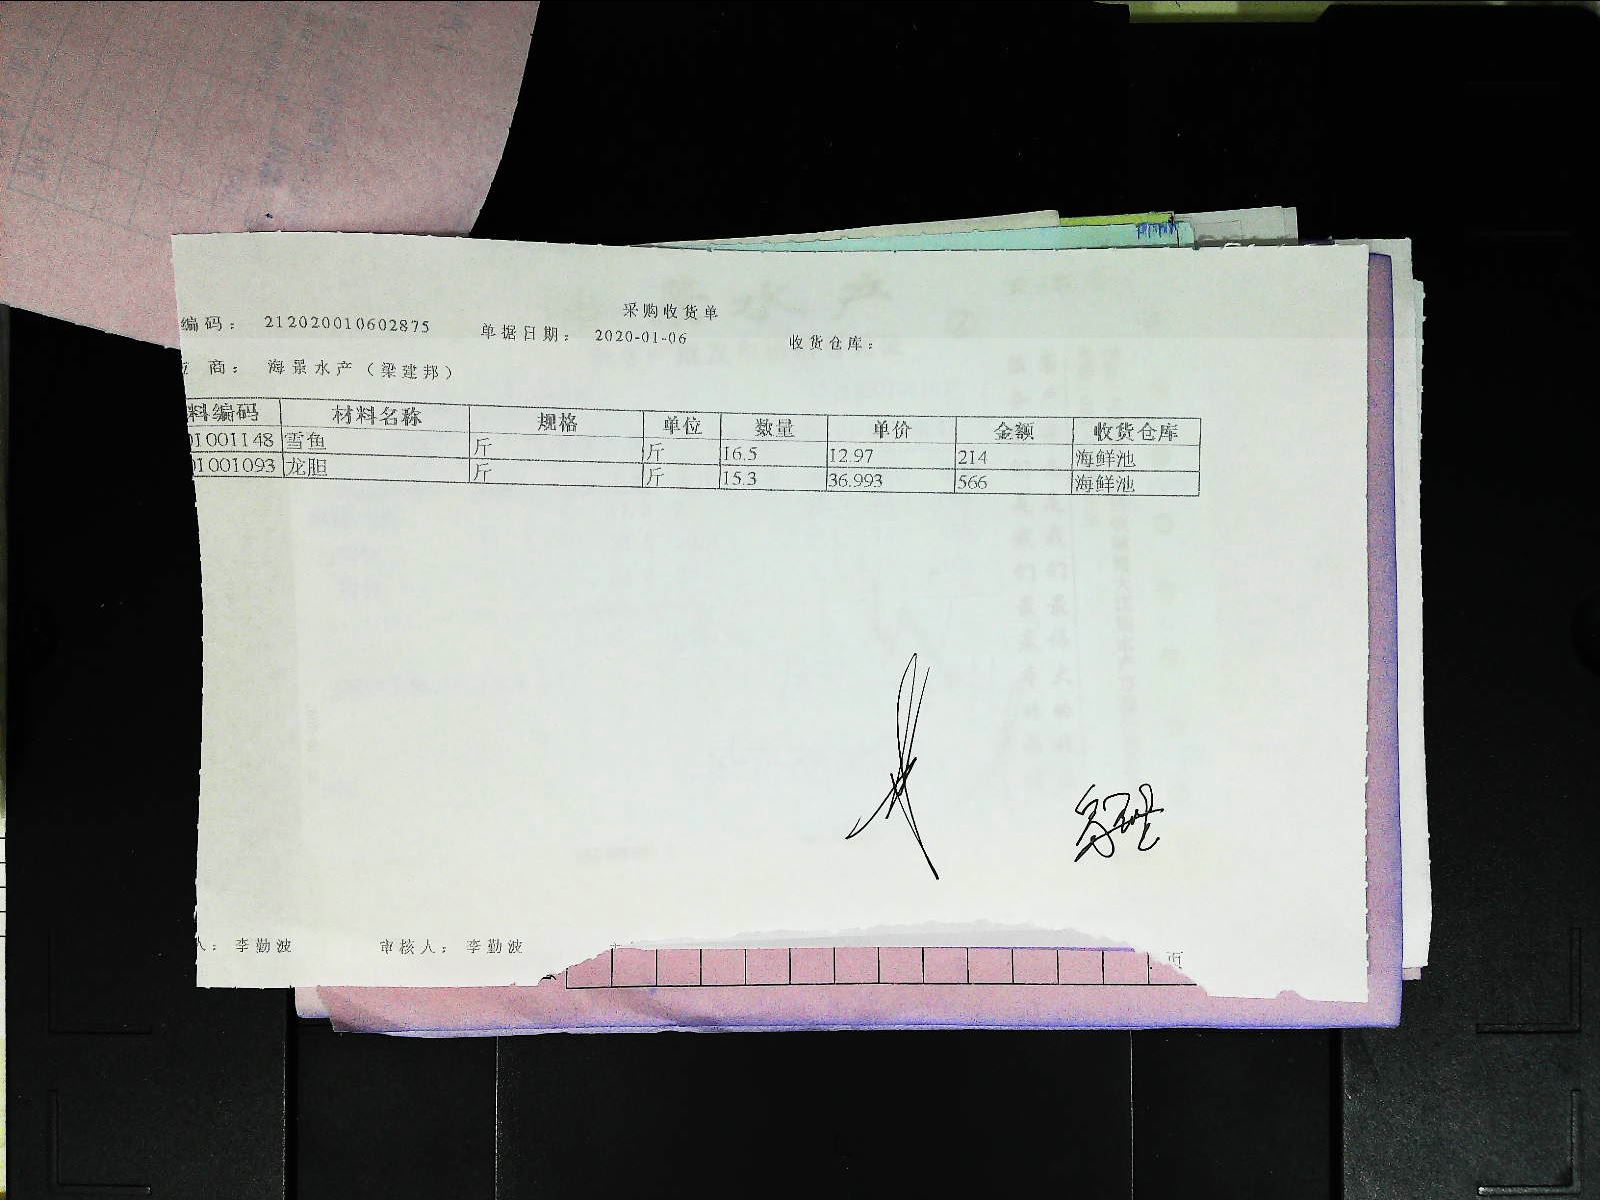 采购收货单
编码： 212020010602875 单据日期： 2020-01-06 收货仓库：
商： 海景水产（梁建邦）
料编码 材料名称 规格 单位 数量 单价 金额 收货仓库
01001148 雪鱼 斤 斤 16.5 12.97 214 海鲜池
01001093 龙胆 斤 斤 15.3 36.993 566 海鲜池
人： 李勤波 审核人： 李勤波 页